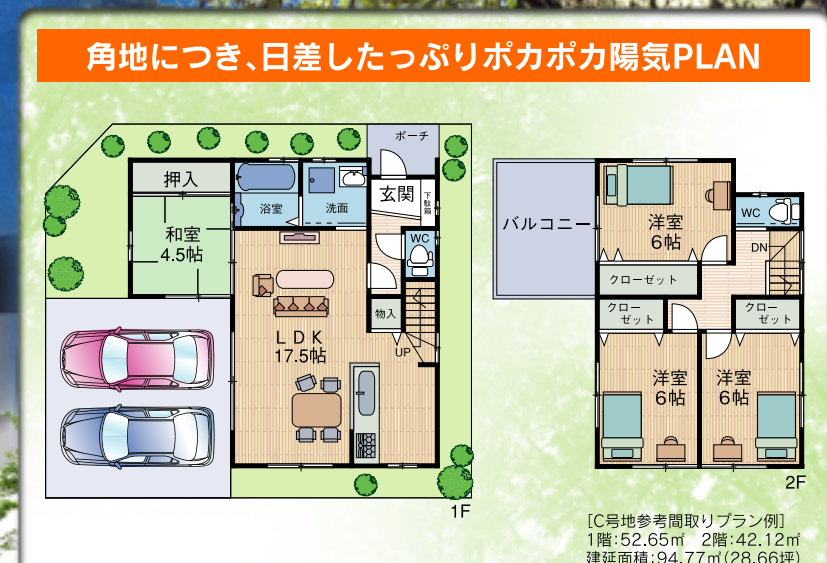 角地につき、日差したっぷりポカポカ陽気PLAN
ポーチ
押入
浴室
洗面
玄関
下駄箱
和室
4.5帖
WC
物入
LDK
17.5帖
UP
1F
バルコニー
洋室
6帖
WC
DN
クローゼット
クロー
ゼット
クロー
ゼット
洋室
6帖
洋室
6帖
2F
[C号地参考間取りプラン例]
1階:52.65㎡ 2階:42.12㎡
建延面積:94.77㎡(28.66坪)